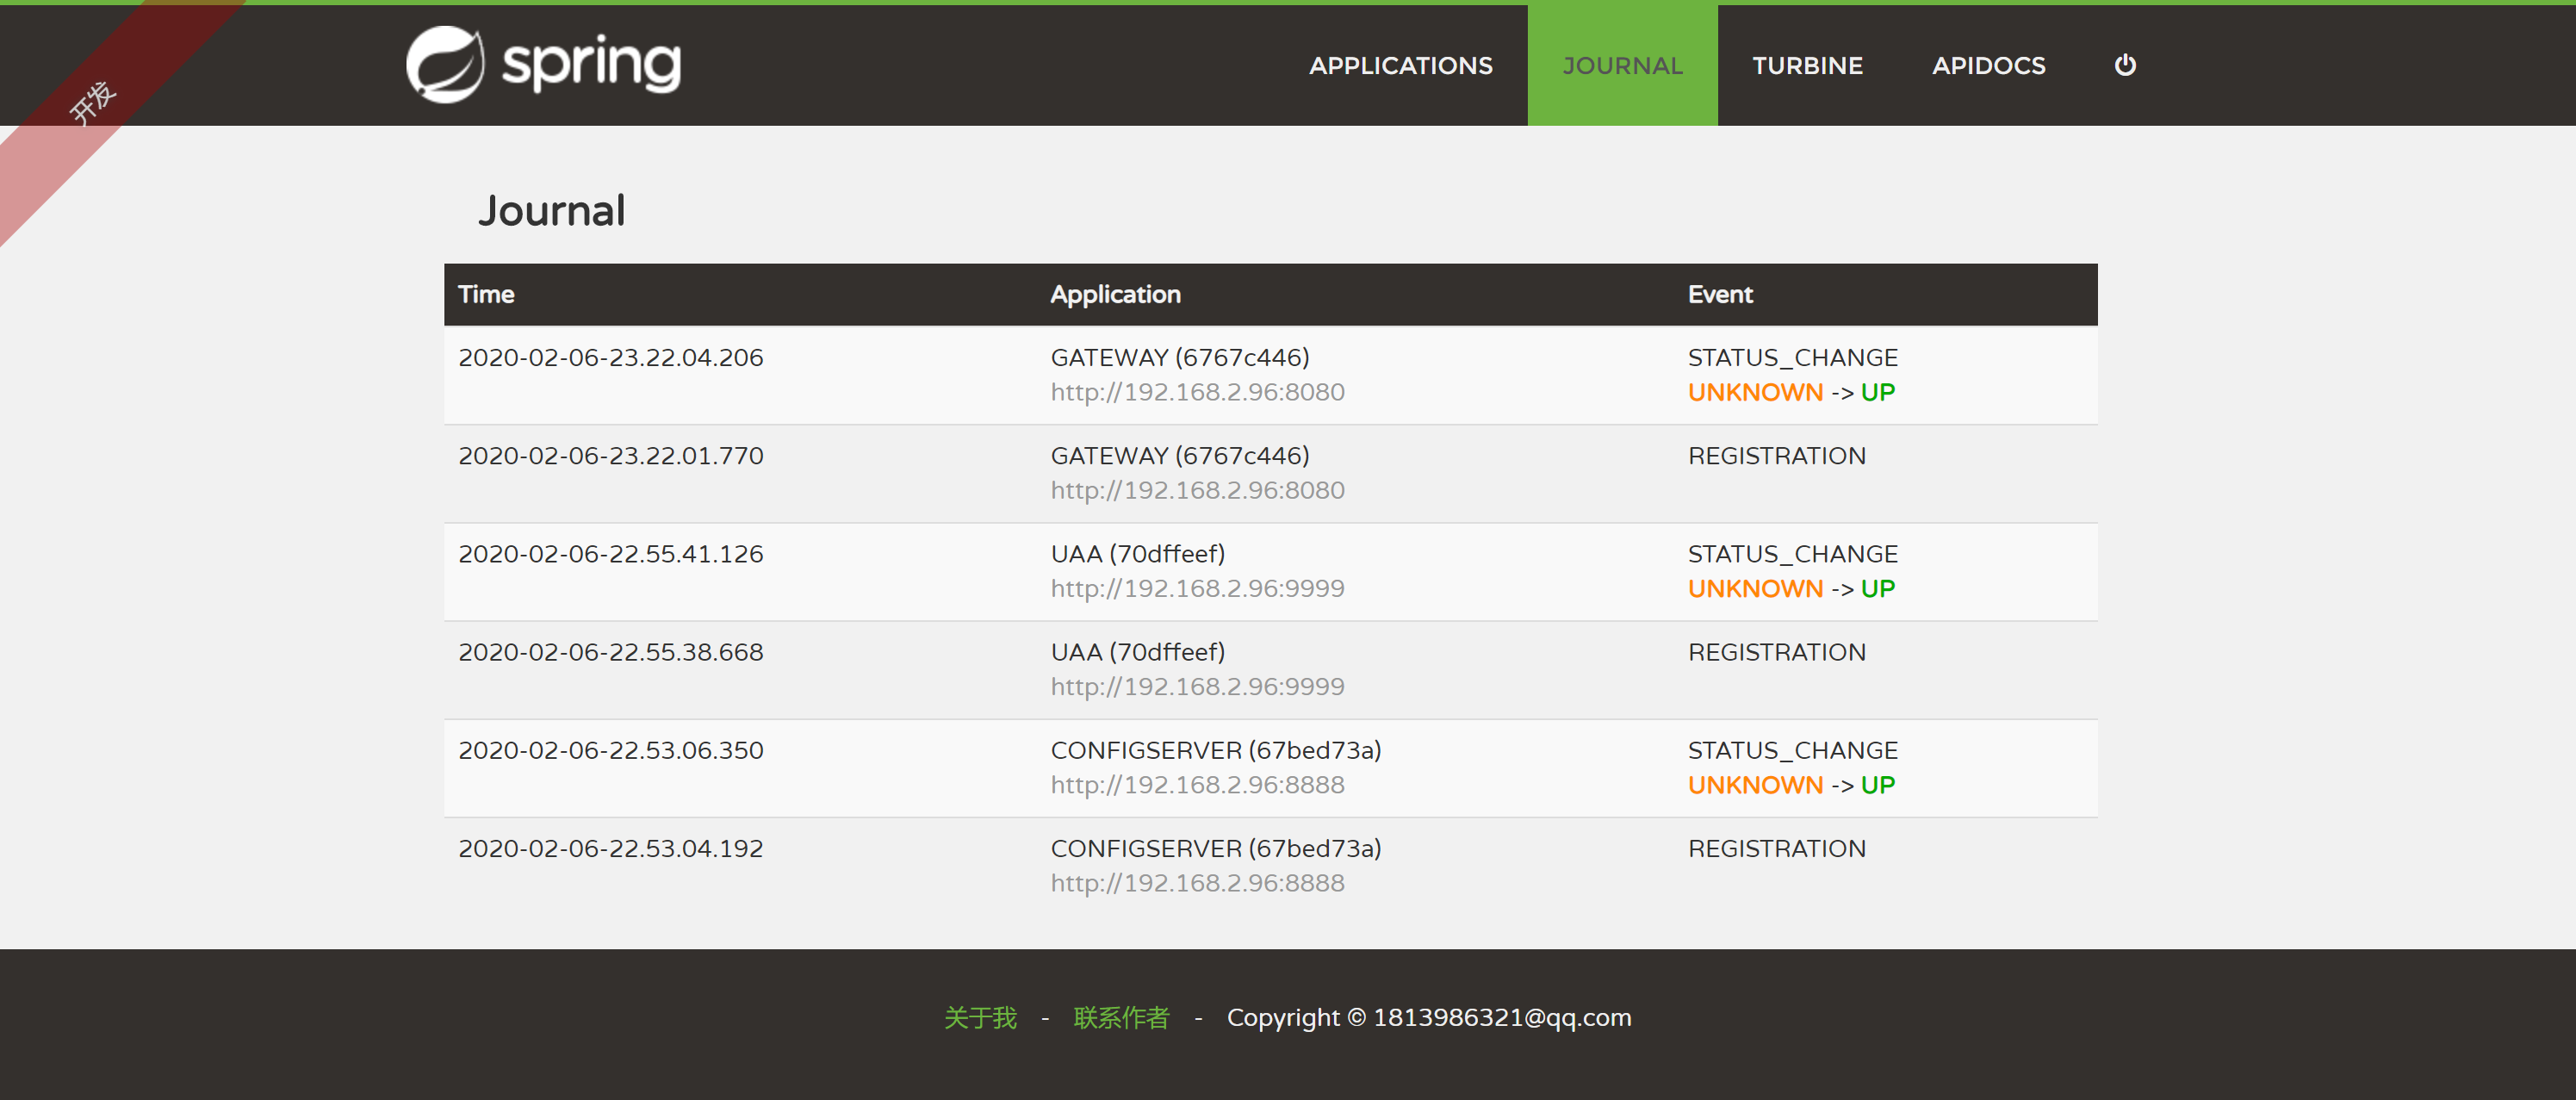 开发
spring
APPLICATIONS JOURNAL TURBINE APIDOCS
Journal
Time Application Event
2020-02-06-23.22.04.206 GATEWAY (6767c446) STATUS_CHANGE
http://192.168.2.96:8080 UNKNOWN -> UP
2020-02-06-23.22.01.770 GATEWAY (6767c446) REGISTRATION
http://192.168.2.96:8080
2020-02-06-22.55.41.126 UAA (70dffeef) STATUS_CHANGE
http://192.168.2.96:9999 UNKNOWN -> UP
2020-02-06-22.55.38.668 UAA (70dffeef) REGISTRATION
http://192.168.2.96:9999
2020-02-06-22.53.06.350 CONFIGSERVER (67bed73a) STATUS_CHANGE
http://192.168.2.96:8888 UNKNOWN -> UP
2020-02-06-22.53.04.192 CONFIGSERVER (67bed73a) REGISTRATION
http://192.168.2.96:8888
关于我 - 联系作者 - Copyright © 1813986321@qq.com